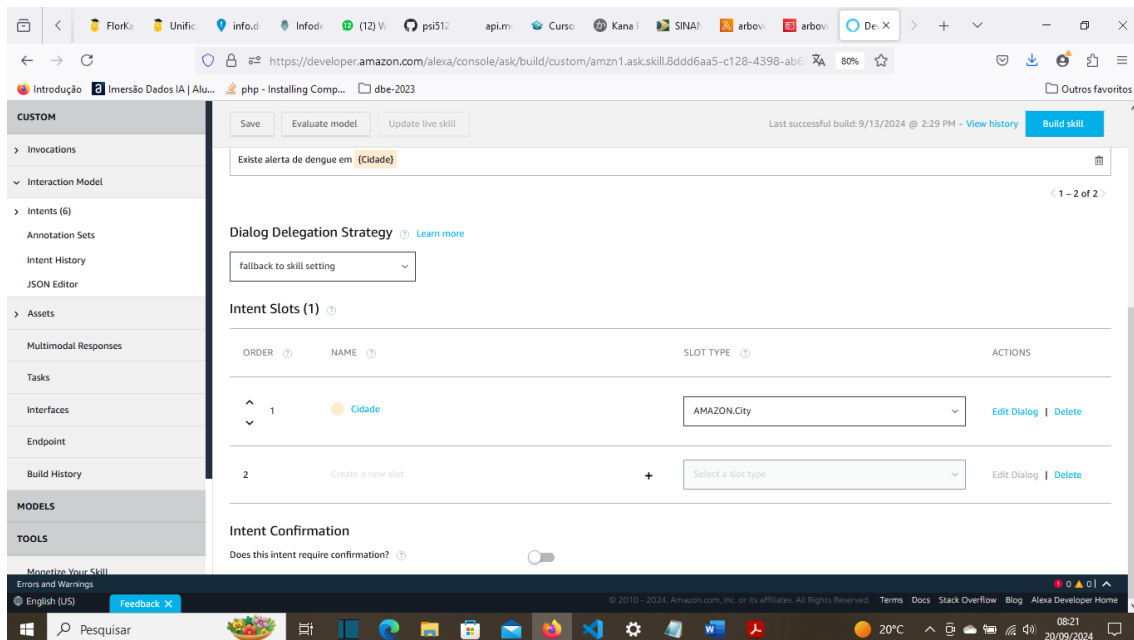 FlorKa
Unific
info.d
Infode
(12) W
psi512
api.m
Curso
Kana
SINAN
arbovi
arbovi
Dev
https://developer.amazon.com/alexa/console/ask/build/custom/amzn1.ask.skill.8ddd6aa5-c128-4398-ab6
80%
Introdução
Imersão Dados IA | Alu...
php - Installing Comp...
dbe-2023
Outros favoritos
CUSTOM
Save
Evaluate model
Update live skill
Last successful build: 9/13/2024 @ 2:29 PM - View history
Build skill
Invocations
Interaction Model
Intents (6)
Annotation Sets
Intent History
JSON Editor
Assets
Multimodal Responses
Tasks
Interfaces
Endpoint
Build History
MODELS
TOOLS
Monetize Your Skill
Existe alerta de dengue em {Cidade}
1 – 2 of 2
Dialog Delegation Strategy Learn more
fallback to skill setting
Intent Slots (1)
ORDER NAME SLOT TYPE ACTIONS
1 Cidade AMAZON.City Edit Dialog | Delete
2 Create a new slot + Select a slot type Edit Dialog | Delete
Intent Confirmation
Does this intent require confirmation?
Errors and Warnings
0 0
English (US)
Feedback
© 2010 - 2024, Amazon.com, Inc. or its affiliates. All Rights Reserved. Terms Docs Stack Overflow Blog Alexa Developer Home
Pesquisar
20°C
08:21
20/09/2024